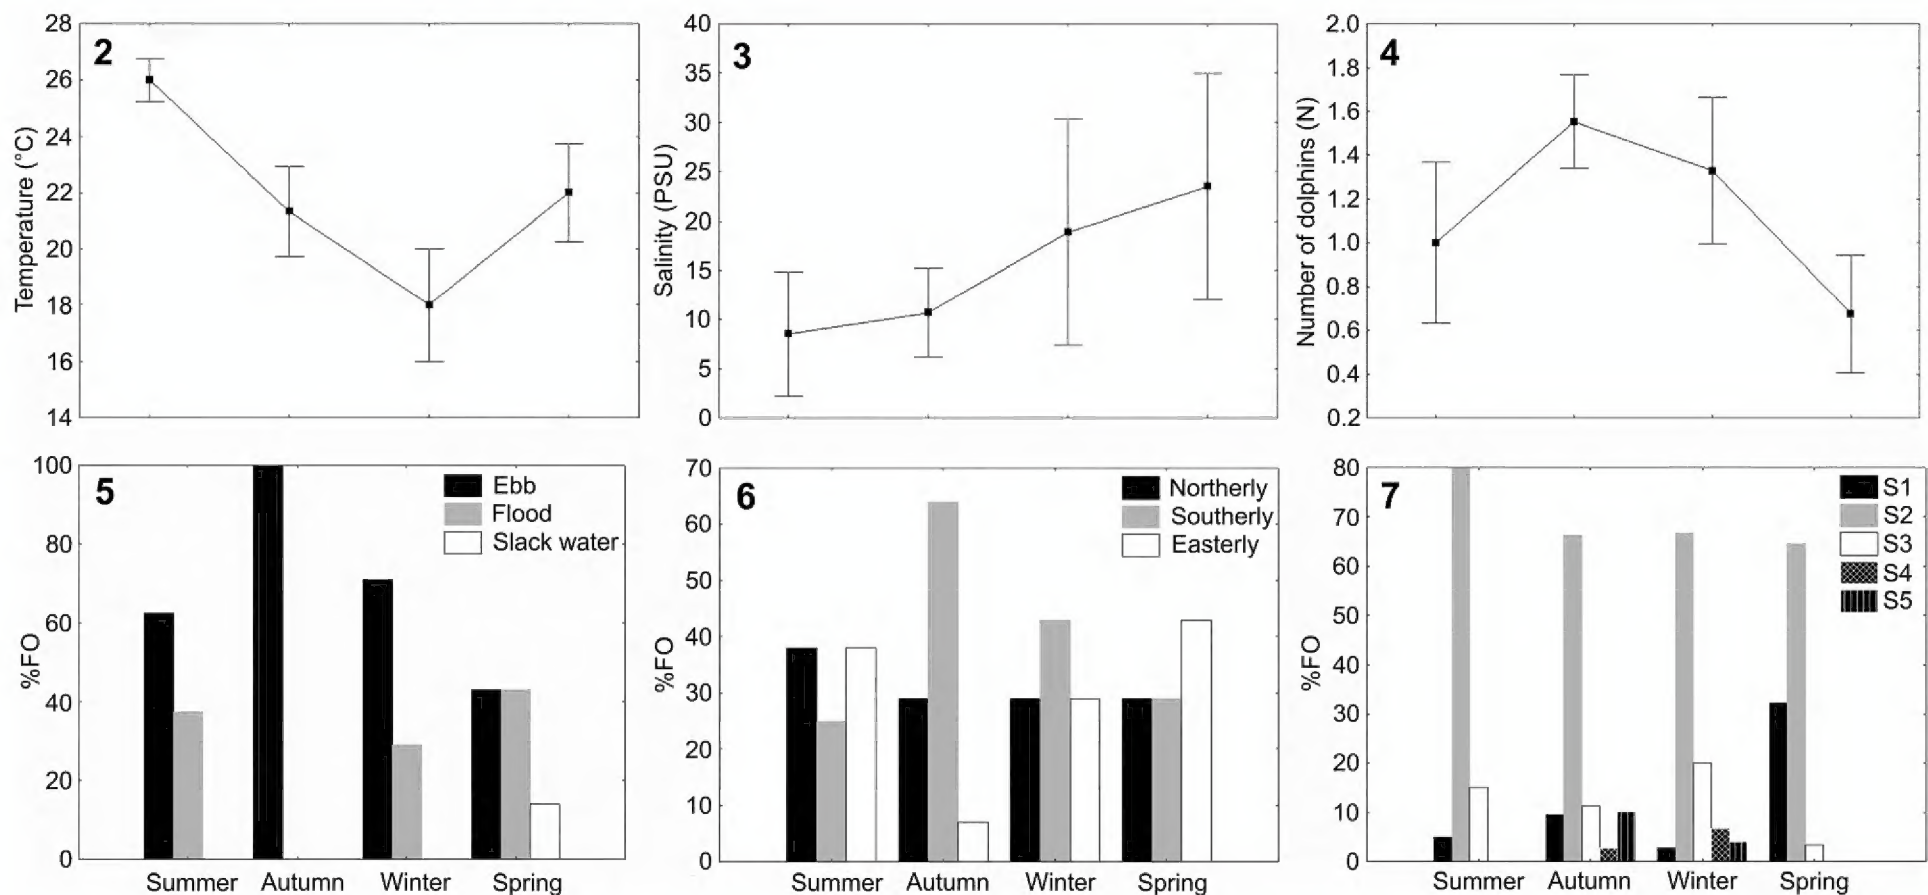 2
Temperature (°C)
28
26
24
22
20
18
16
14
3
Salinity (PSU)
40
35
30
25
20
15
10
5
0
4
Number of dolphins (N)
2.0
1.8
1.6
1.4
1.2
1.0
0.8
0.6
0.4
0.2
5
%FO
100
80
60
40
20
0
Ebb
Flood
Slack water
Summer Autumn Winter Spring
6
%FO
70
60
50
40
30
20
10
0
Northerly
Southerly
Easterly
Summer Autumn Winter Spring
7
%FO
80
70
60
50
40
30
20
10
0
S1
S2
S3
S4
S5
Summer Autumn Winter Spring